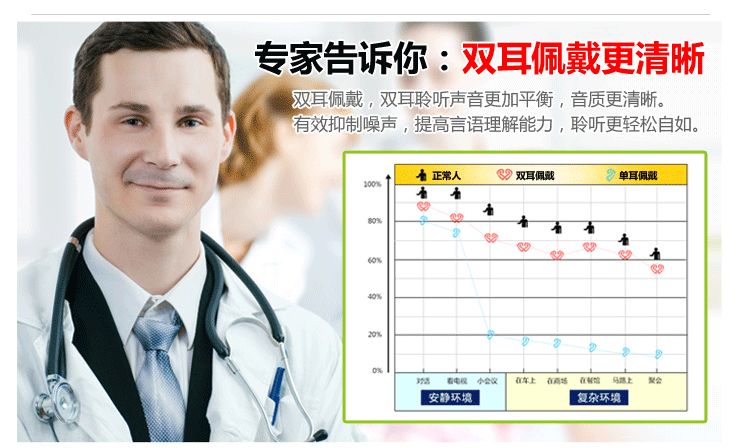 专家告诉你：双耳佩戴更清晰
双耳佩戴，双耳聆听声音更加平衡，音质更清晰。
有效抑制噪声，提高言语理解能力，聆听更轻松自如。
正常人 双耳佩戴 单耳佩戴
100%
80%
60%
40%
20%
0%
对话 看电视 小会议 在车上 在商场 在餐馆 马路上 聚会
安静环境 复杂环境